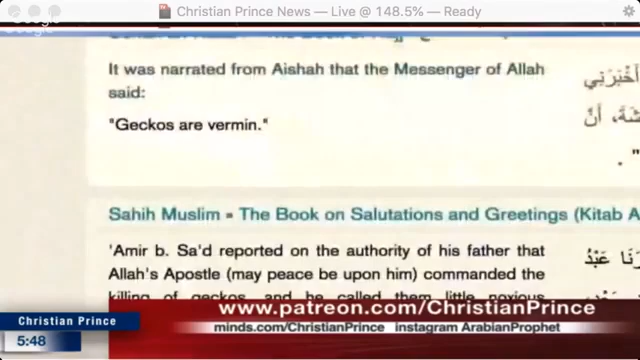 Christian Prince News — Live @ 148.5% — Ready
Google
It was narrated from Aishah that the Messenger of Allah
said:
أَخْبَرَنِي
"Geckos are vermin."
شَةَ، أَنَّ
Sahih Muslim » The Book on Salutations and Greetings (Kitab A
'Amir b. Sa'd reported on the authority of his father that
رَنَا عَبْدُ
Allah's Apostle (may peace be upon him) commanded the
killing of geckos, and he called them little noxious
www.patreon.com/ChristianPrince
Christian Prince
minds.com/ChristianPrince instagram ArabianProphet
5:48